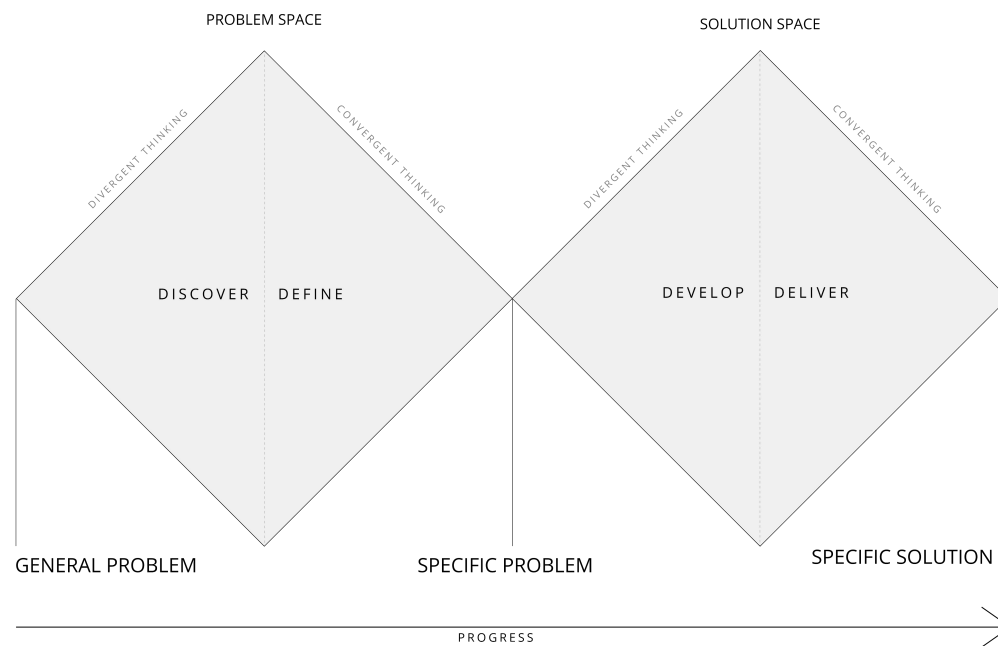 PROBLEM SPACE
SOLUTION SPACE
DIVERGENT THINKING
CONVERGENT THINKING
DIVERGENT THINKING
CONVERGENT THINKING
DISCOVER
DEFINE
DEVELOP
DELIVER
GENERAL PROBLEM
SPECIFIC PROBLEM
SPECIFIC SOLUTION
PROGRESS